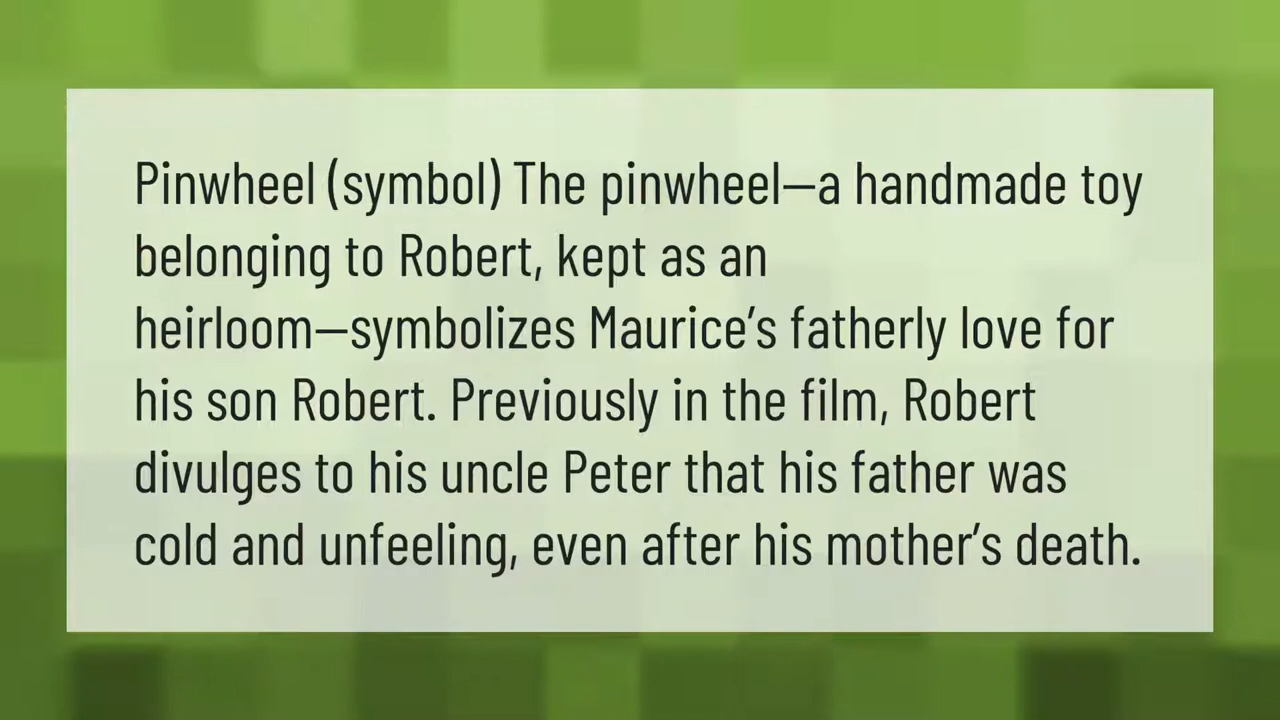 Pinwheel (symbol) The pinwheel—a handmade toy
belonging to Robert, kept as an
heirloom—symbolizes Maurice’s fatherly love for
his son Robert. Previously in the film, Robert
divulges to his uncle Peter that his father was
cold and unfeeling, even after his mother’s death.